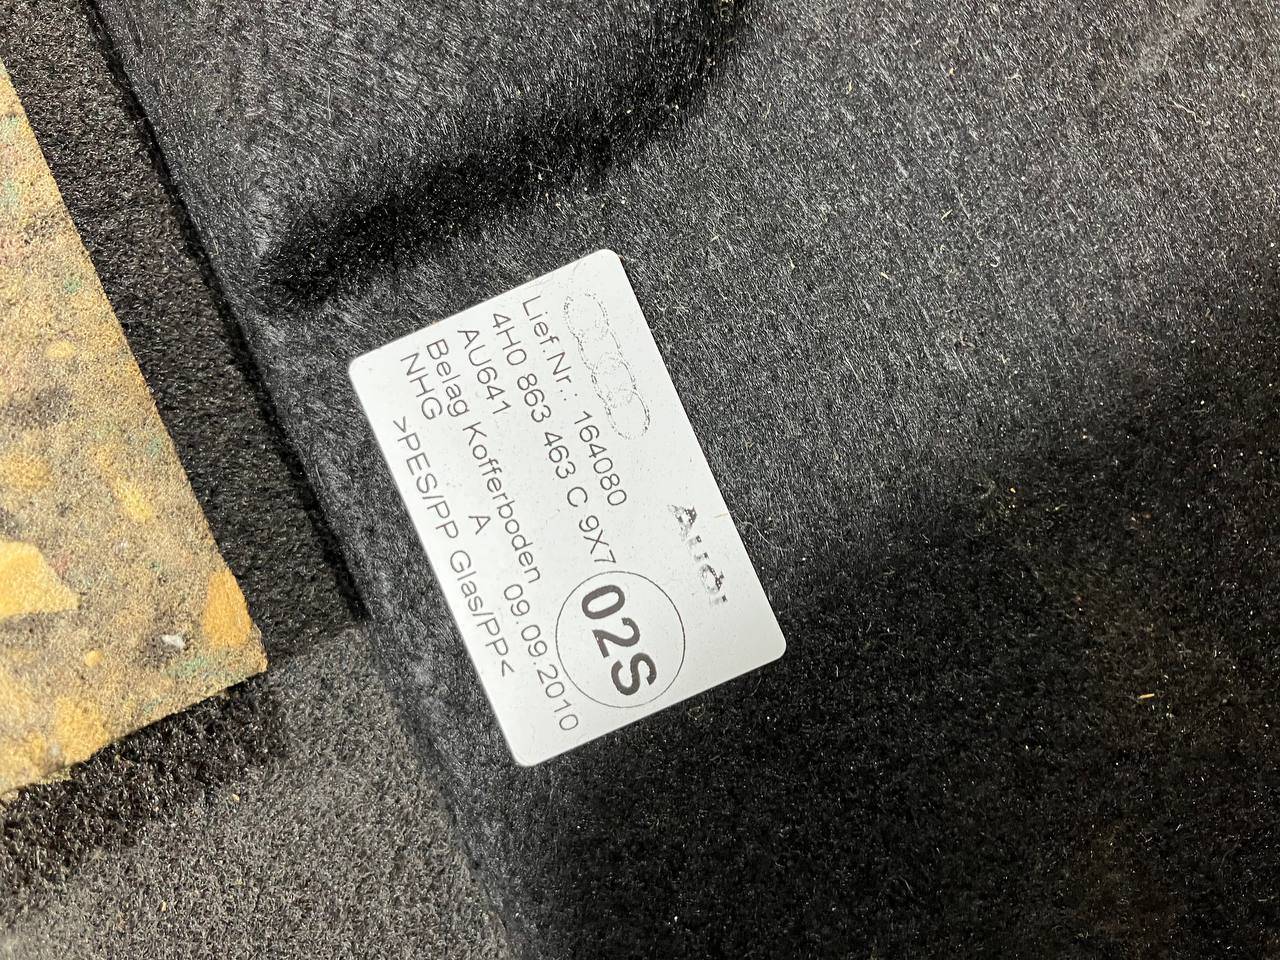 Audi
Lief.Nr.: 164080
4H0 863 463 C 9X7
AU641 A
02S
Belag Kofferboden 09.09.2010
NHG >PES/PP Glas/PP<